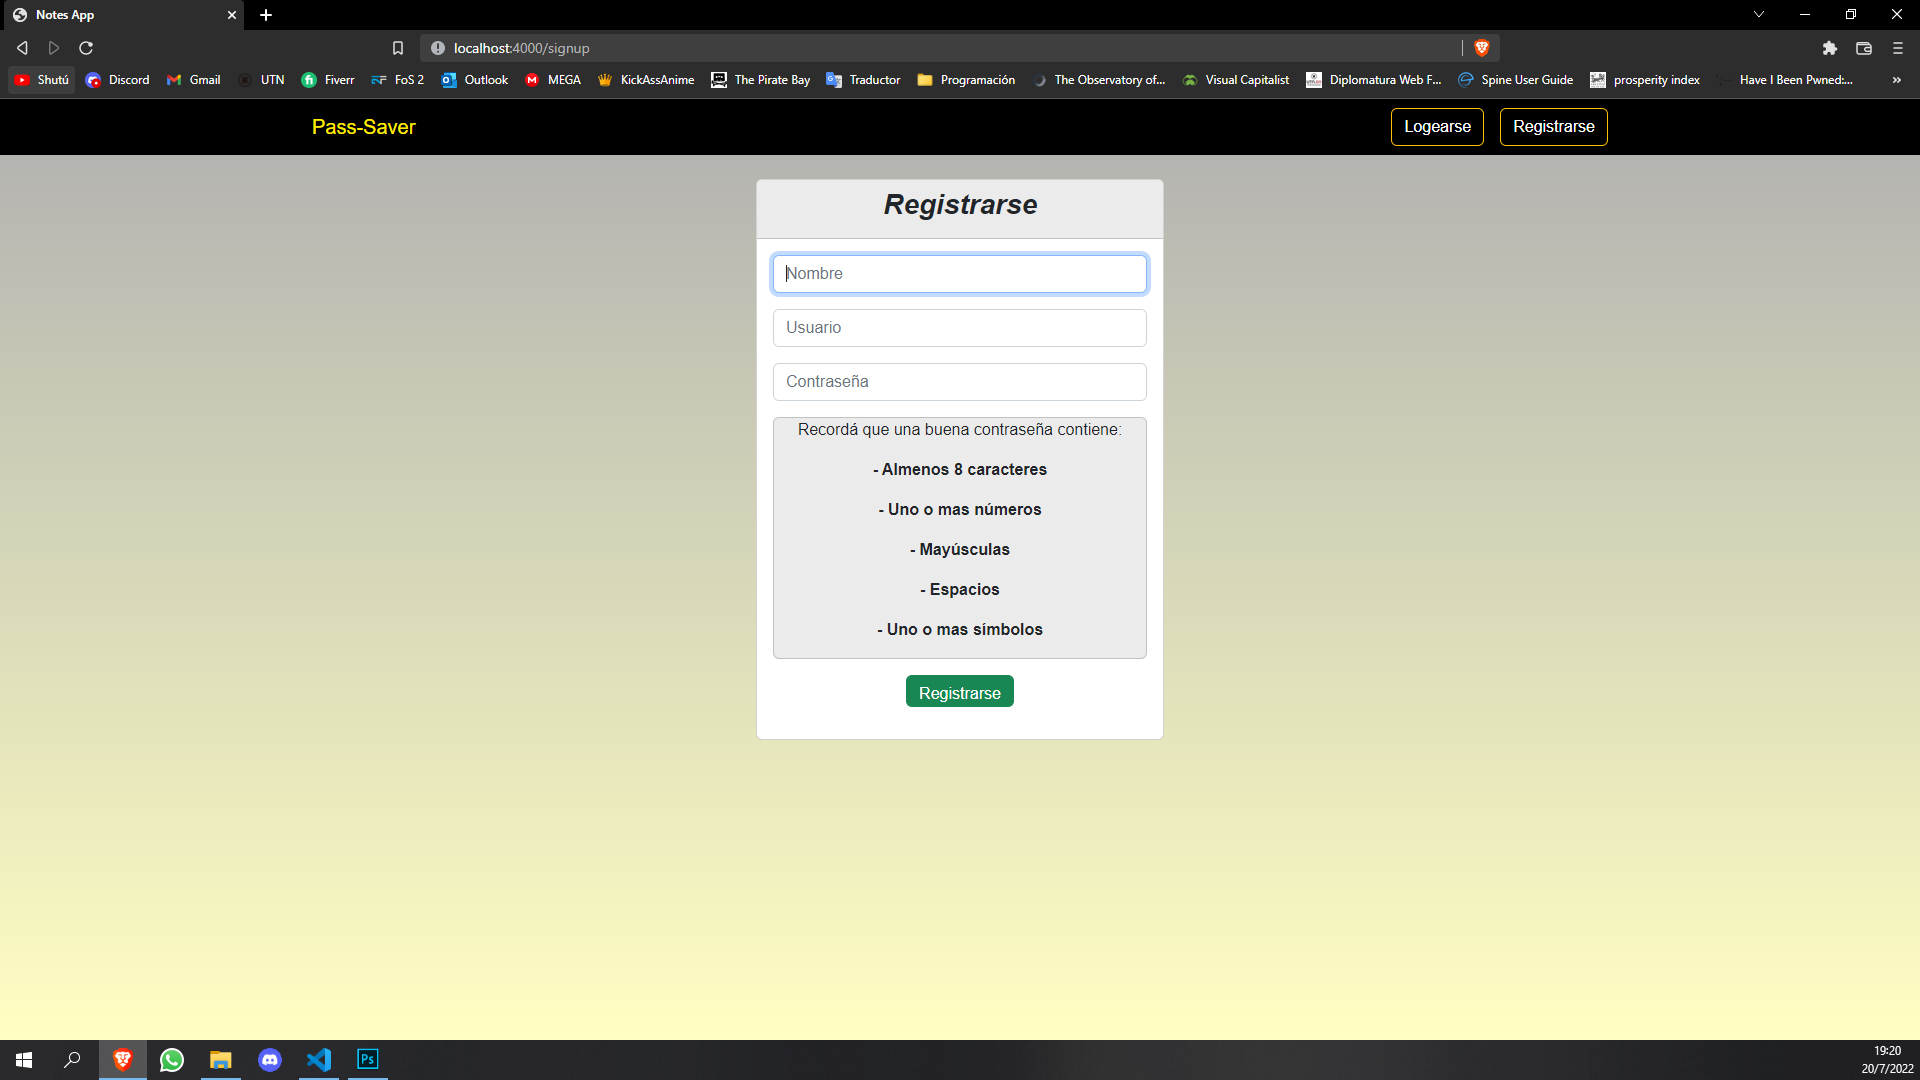 Notes App
localhost:4000/signup
Shutú Discord Gmail UTN Fiverr FoS 2 Outlook MEGA KickAssAnime The Pirate Bay Traductor Programación The Observatory of... Visual Capitalist Diplomatura Web F... Spine User Guide prosperity index Have I Been Pwned:... »
Pass-Saver Logearse Registrarse
Registrarse
Nombre
Usuario
Contraseña
Recordá que una buena contraseña contiene:
- Almenos 8 caracteres
- Uno o mas números
- Mayúsculas
- Espacios
- Uno o mas símbolos
Registrarse
Ps
19:20
20/7/2022